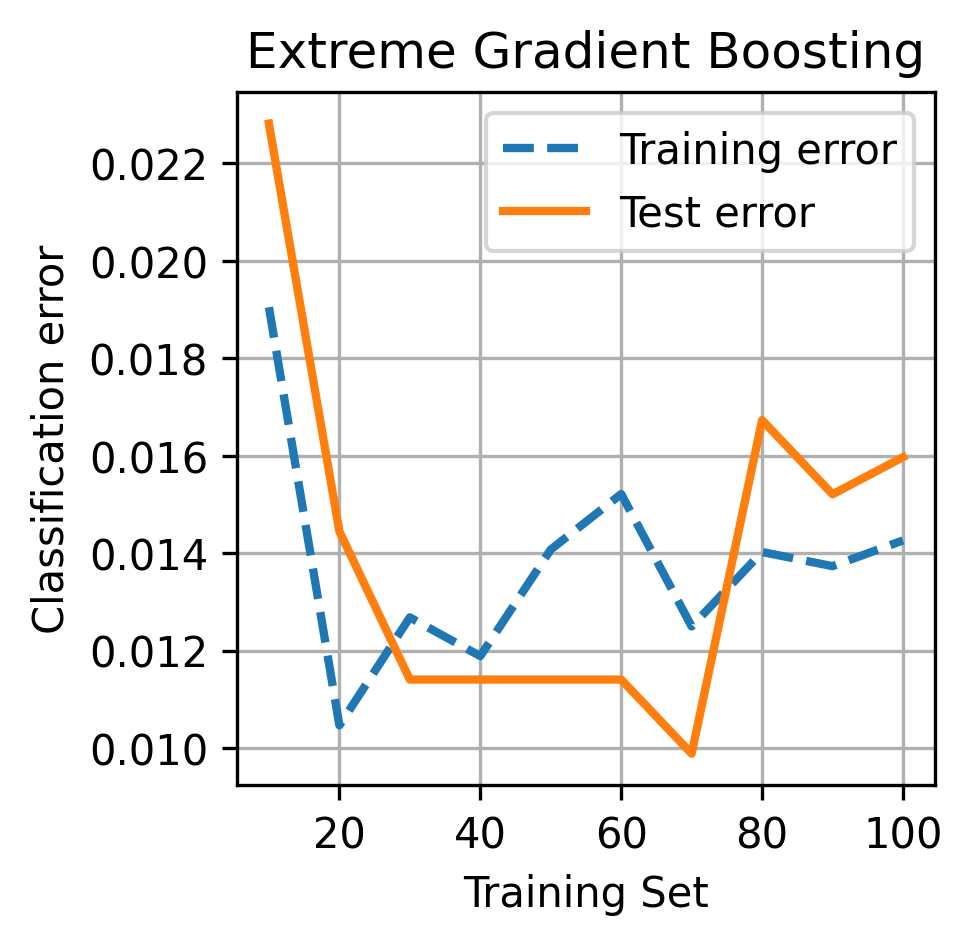 Extreme Gradient Boosting
Training error
Test error
Classification error
0.022
0.020
0.018
0.016
0.014
0.012
0.010
20 40 60 80 100
Training Set